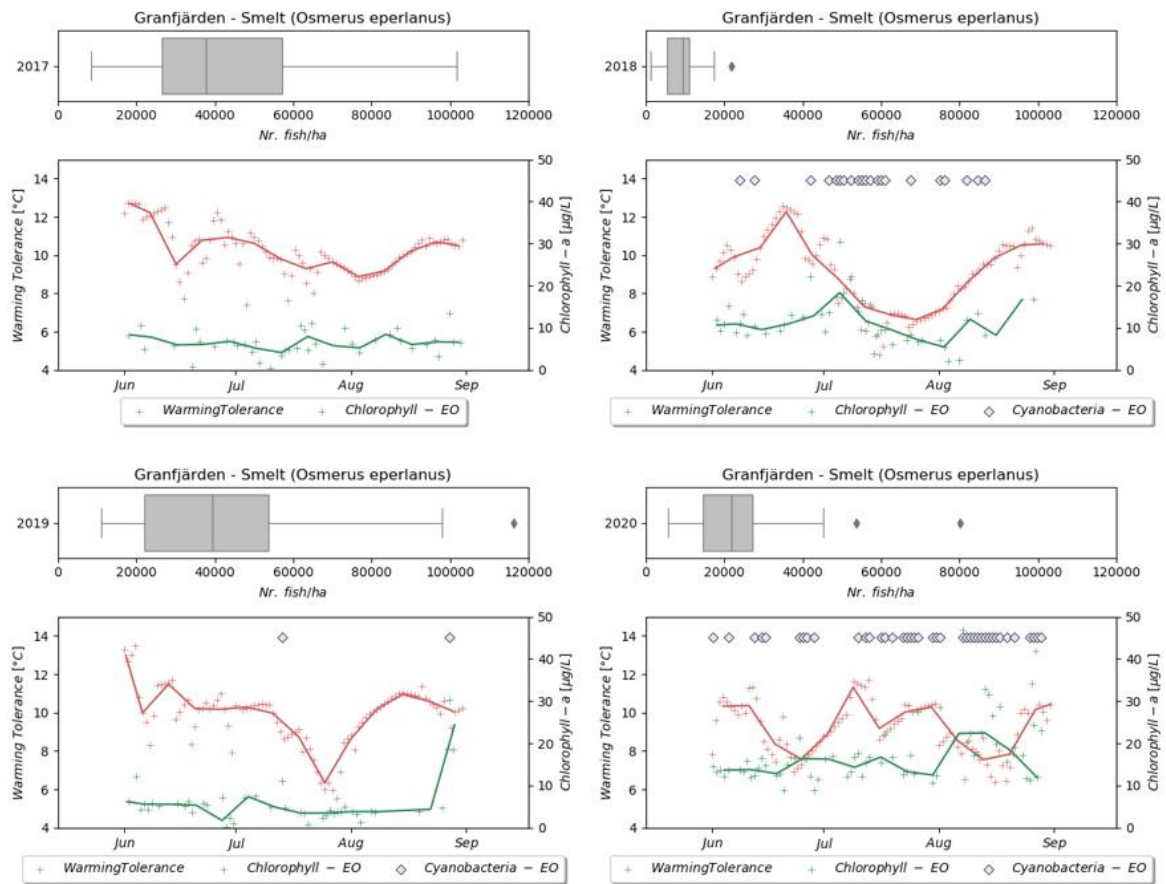 Granfjärden - Smelt (Osmerus eperlanus)
2017
0 20000 40000 60000 80000 100000 120000
Nr. fish/ha
Warming Tolerance [°C]
14
12
10
8
6
4
50
40
30
20
10
0
Chlorophyll − a [µg/L]
Jun Jul Aug Sep
WarmingTolerance Chlorophyll − EO
Granfjärden - Smelt (Osmerus eperlanus)
2018
0 20000 40000 60000 80000 100000 120000
Nr. fish/ha
Warming Tolerance [°C]
14
12
10
8
6
4
50
40
30
20
10
0
Chlorophyll − a [µg/L]
Jun Jul Aug Sep
WarmingTolerance Chlorophyll − EO Cyanobacteria − EO
Granfjärden - Smelt (Osmerus eperlanus)
2019
0 20000 40000 60000 80000 100000 120000
Nr. fish/ha
Warming Tolerance [°C]
14
12
10
8
6
4
50
40
30
20
10
0
Chlorophyll − a [µg/L]
Jun Jul Aug Sep
WarmingTolerance Chlorophyll − EO Cyanobacteria − EO
Granfjärden - Smelt (Osmerus eperlanus)
2020
0 20000 40000 60000 80000 100000 120000
Nr. fish/ha
Warming Tolerance [°C]
14
12
10
8
6
4
50
40
30
20
10
0
Chlorophyll − a [µg/L]
Jun Jul Aug Sep
WarmingTolerance Chlorophyll − EO Cyanobacteria − EO